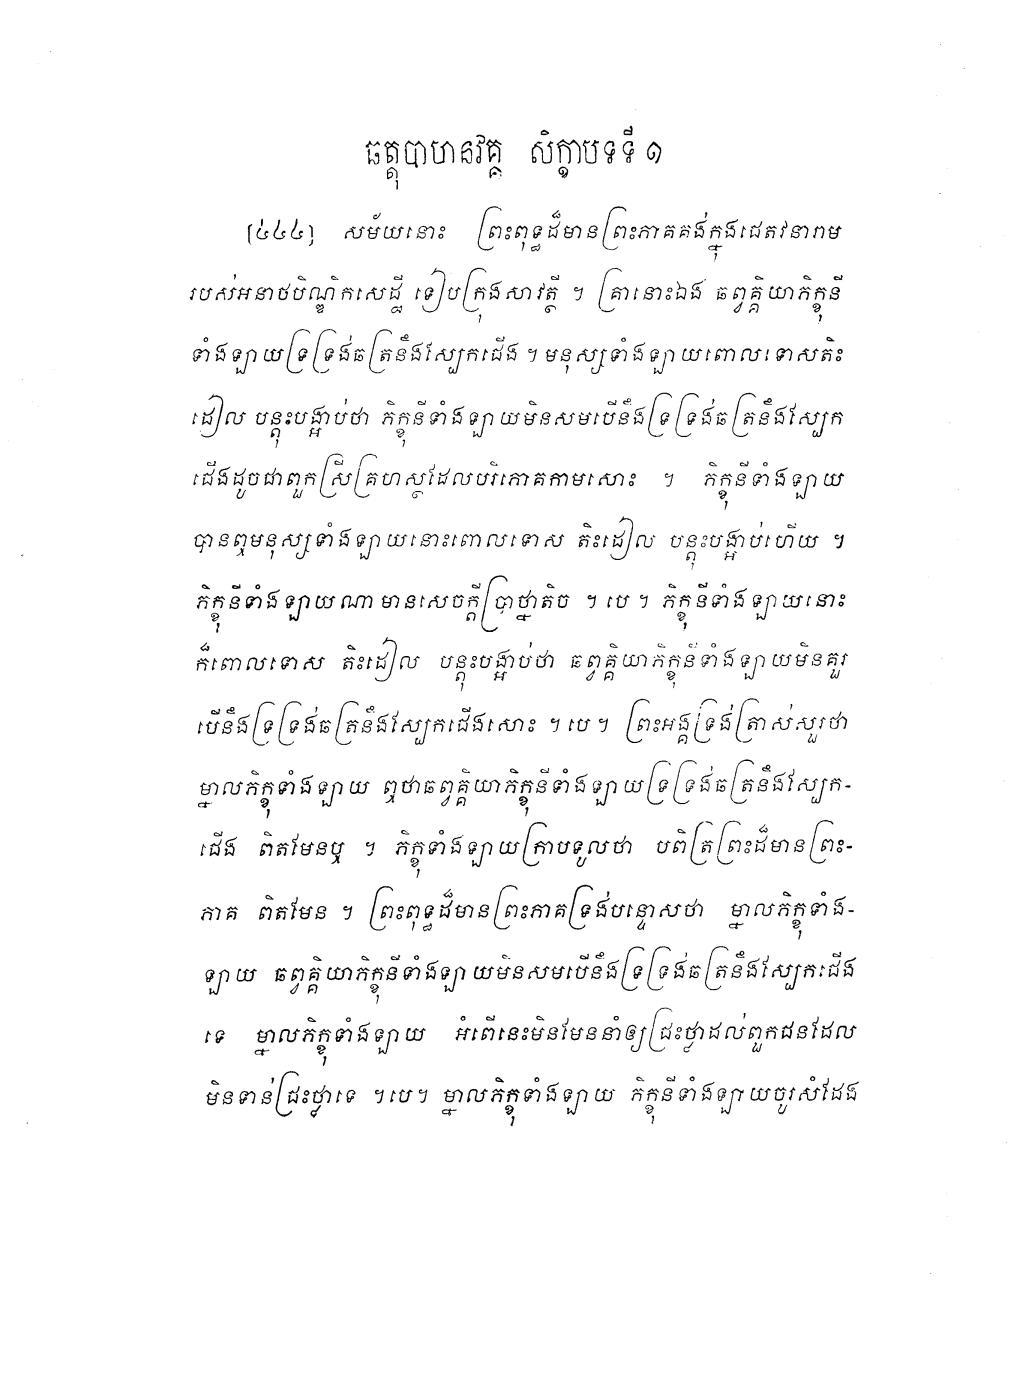 ឆត្តុបាហនវគ្គ សិក្ខាបទទី ១
[៤៤៤] សម័យនោះ ព្រះពុទ្ធដ៏មានព្រះភាគគង់ក្នុងជេតវនារាម
របស់អនាថបិណ្ឌិកសេដ្ឋី ទៀបក្រុងសាវត្ថី ។ គ្រានោះឯង ឆព្វគ្គិយាភិក្ខុនី
ទាំងឡាយទ្រទ្រង់ឆត្រនឹងស្បែកជើង ។ មនុស្សទាំងឡាយពោលទោសតិះ
ដៀល បន្តុះបង្អាប់ថា ភិក្ខុនីទាំងឡាយមិនសមបើនឹងទ្រទ្រង់ឆត្រនឹងស្បែក
ជើងដូចជាពួកស្រីគ្រហស្ថដែលបរិភោគកាមសោះ ។ ភិក្ខុនីទាំងឡាយ
បានឮមនុស្សទាំងឡាយនោះពោលទោស តិះដៀល បន្តុះបង្អាប់ហើយ ។
ភិក្ខុនីទាំងឡាយណាមានសេចក្តីប្រាថ្នាតិច ។ បេ ។ ភិក្ខុនីទាំងឡាយនោះ
ក៏ពោលទោស តិះដៀល បន្តុះបង្អាប់ថា ឆព្វគ្គិយាភិក្ខុនីទាំងឡាយមិនគួរ
បើនឹងទ្រទ្រង់ឆត្រនឹងស្បែកជើងសោះ ។ បេ ។ ព្រះអង្គទ្រង់ត្រាស់សួរថា
ម្នាលភិក្ខុទាំងឡាយ ឮថាឆព្វគ្គិយាភិក្ខុនីទាំងឡាយទ្រទ្រង់ឆត្រនឹងស្បែក-
ជើង ពិតមែនឬ ។ ភិក្ខុទាំងឡាយក្រាបទូលថា បពិត្រព្រះដ៏មានព្រះ-
ភាគ ពិតមែន ។ ព្រះពុទ្ធដ៏មានព្រះភាគទ្រង់បន្ទោសថា ម្នាលភិក្ខុទាំង-
ឡាយ ឆព្វគ្គិយាភិក្ខុនីទាំងឡាយមិនសមបើនឹងទ្រទ្រង់ឆត្រនឹងស្បែកជើង
ទេ ម្នាលភិក្ខុទាំងឡាយ អំពើនេះមិនមែននាំឲ្យជ្រះថ្លាដល់ពួកជនដែល
មិនទាន់ជ្រះថ្លាទេ ។ បេ ។ ម្នាលភិក្ខុទាំងឡាយ ភិក្ខុនីទាំងឡាយចូរសំដែង